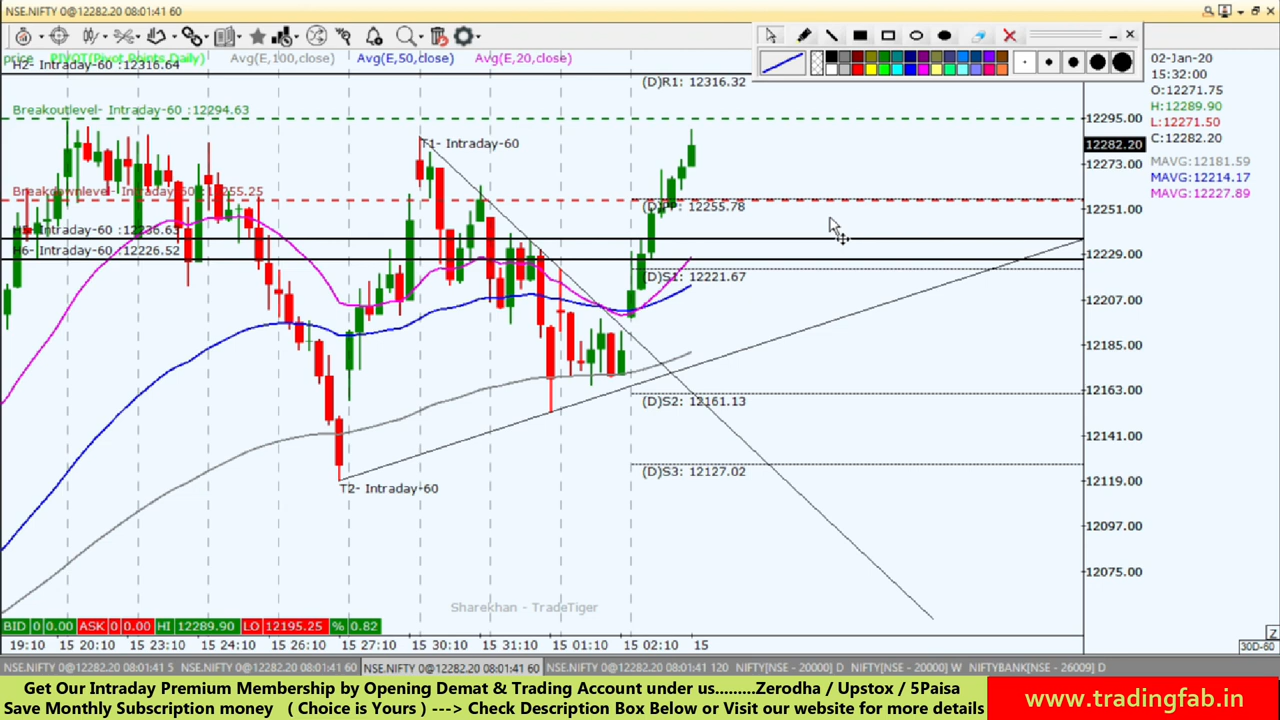 NSE.NIFTY @12282.20 @08:01:41 60
H2- Intraday-60 :12316.64
Avg(E,100,close)
Avg(E,50,close)
Avg(E,20,close)
(D)R1: 12316.32
Breakoutlevel- Intraday-60 :12294.63
T1- Intraday-60
(D)PP: 12255.78
H6- Intraday-60 :12226.52
(D)S1: 12221.67
(D)S2: 12161.13
(D)S3: 12127.02
T2- Intraday-60
Sharekhan - TradeTiger
02-Jan-20
15:32:00
O:12271.75
H:12289.90
L:12271.50
C:12282.20
MAVG:12181.59
MAVG:12214.17
MAVG:12227.89
12295.00
12282.20
12273.00
12251.00
12229.00
12207.00
12185.00
12163.00
12141.00
12119.00
12097.00
12075.00
BID 0 0.00 ASK 0 0.00 HI 12289.90 LO 12195.25 % 0.82
19:10 15 20:10 15 23:10 15 24:10 15 26:10 15 27:10 15 30:10 15 31:10 15 01:10 15 02:10 15
Z
30D-60
NSE.NIFTY 0@12282.20 @08:01:41 5 NSE.NIFTY 0@12282.20 @08:01:41 60 NSE.NIFTY 0@12282.20 @08:01:41 60 NSE.NIFTY 0@12282.20 @08:01:41 120 NIFTY[NSE - 20000] D NIFTY[NSE - 20000] W NIFTYBANK[NSE - 26009] D
Get Our Intraday Premium Membership by Opening Demat & Trading Account under us.........Zerodha / Upstox / 5Paisa
Save Monthly Subscription money ( Choice is Yours ) ---> Check Description Box Below or Visit our website for more details
www.tradingfab.in